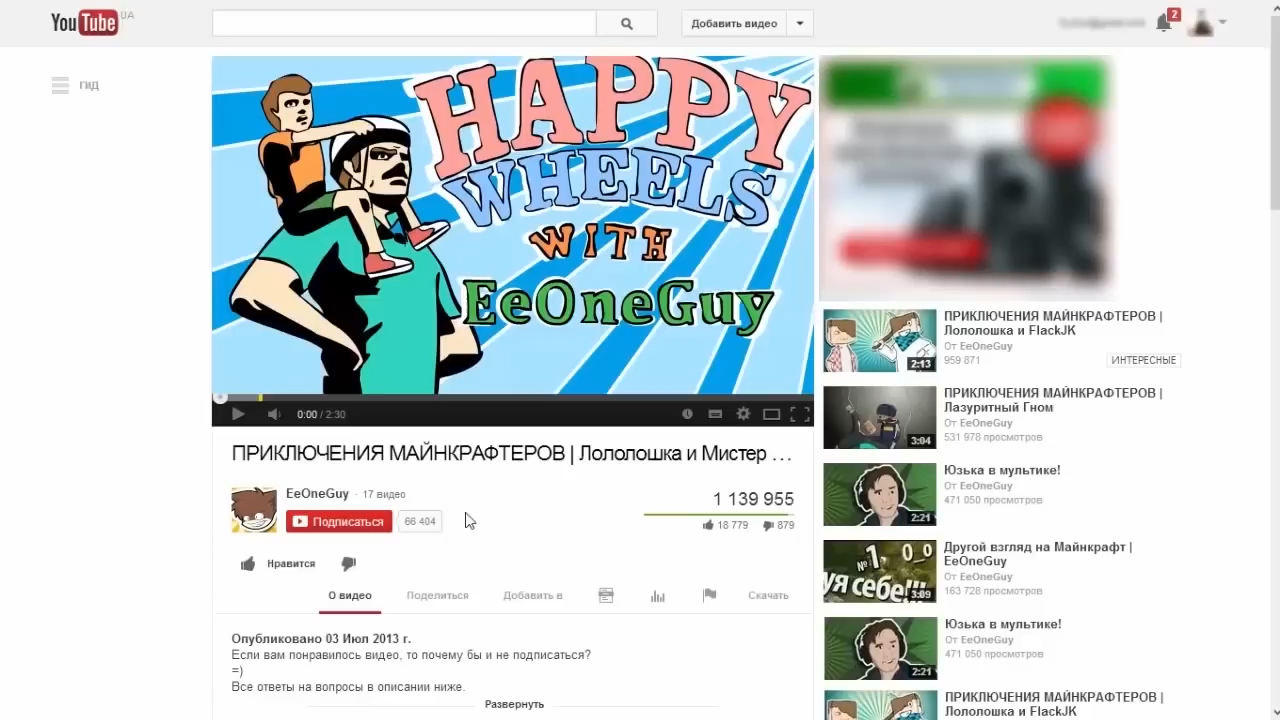 YouTube UA
Добавить видео
2
ГИД
HAPPY
WHEELS
WITH
EeOneGuy
0:00 / 2:30
ПРИКЛЮЧЕНИЯ МАЙНКРАФТЕРОВ | Лололошка и Мистер ...
EeOneGuy · 17 видео
Подписаться
66 404
1 139 955
18 779
879
Нравится
О видео
Поделиться
Добавить в
Скачать
Опубликовано 03 Июл 2013 г.
Если вам понравилось видео, то почему бы и не подписаться?
=)
Все ответы на вопросы в описании ниже.
Развернуть
2:13
ПРИКЛЮЧЕНИЯ МАЙНКРАФТЕРОВ |
Лололошка и FlackJK
От EeOneGuy
959 871
ИНТЕРЕСНЫЕ
3:04
ПРИКЛЮЧЕНИЯ МАЙНКРАФТЕРОВ |
Лазуритный Гном
От EeOneGuy
531 978 просмотров
2:21
Юзька в мультике!
От EeOneGuy
471 050 просмотров
№1 0_0
уя себе!!!
3:09
Другой взгляд на Майнкрафт |
EeOneGuy
От EeOneGuy
163 728 просмотров
2:21
Юзька в мультике!
От EeOneGuy
471 050 просмотров
ПРИКЛЮЧЕНИЯ МАЙНКРАФТЕРОВ |
Лололошка и FlackJK